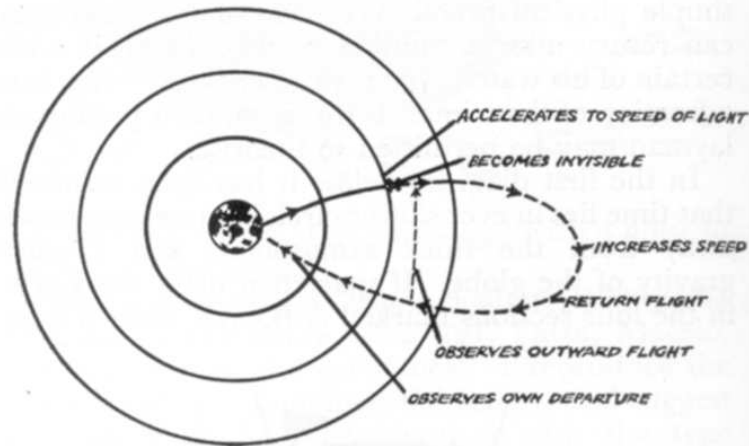 ACCELERATES TO SPEED OF LIGHT
BECOMES INVISIBLE
INCREASES SPEED
RETURN FLIGHT
OBSERVES OUTWARD FLIGHT
OBSERVES OWN DEPARTURE